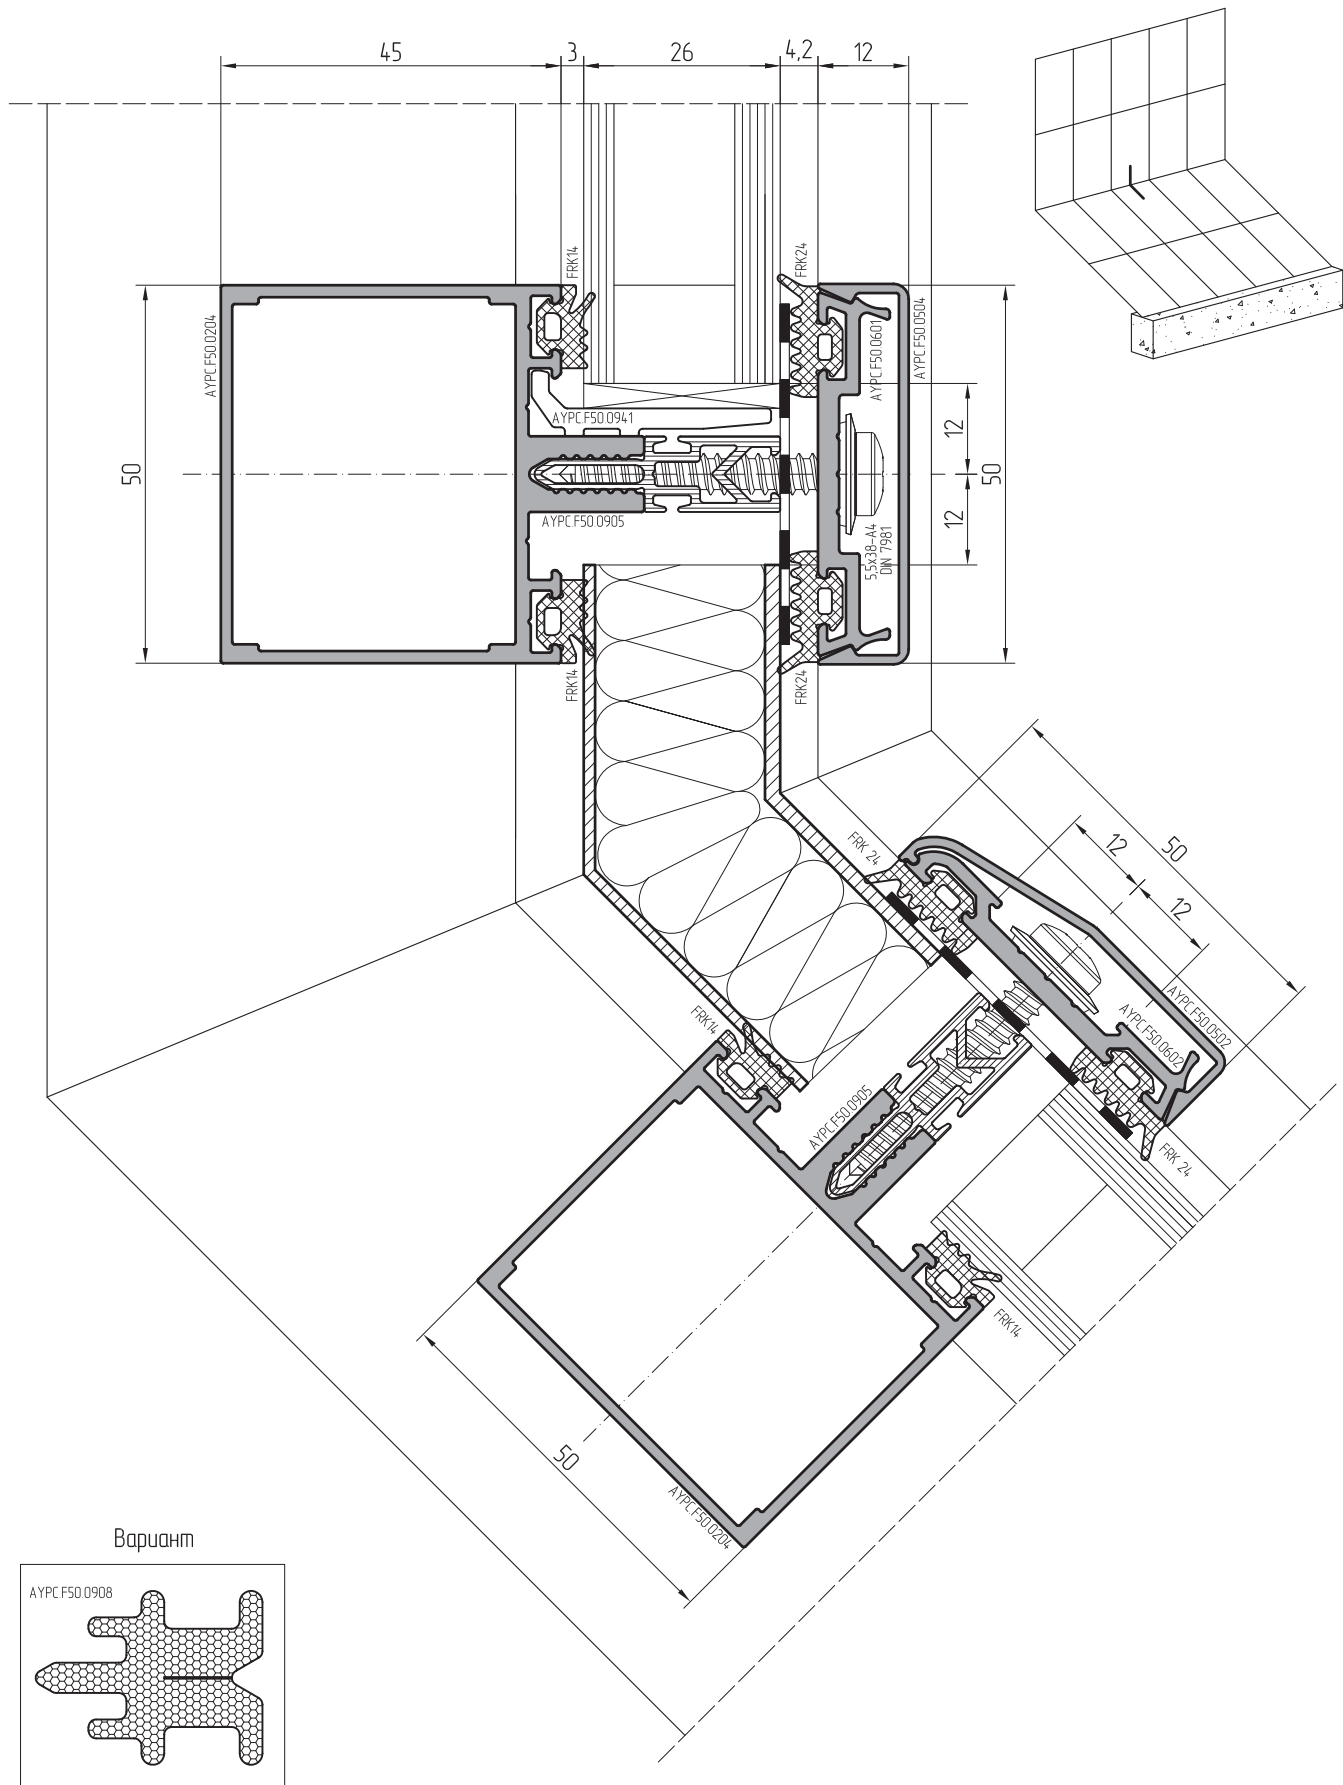 45
3
26
4,2
12
FRK14
FRK24
AYPC.F50.0204
AYPC.F50.0601
AYPC.F50.0504
AYPC.F50.0941
12
50
50
12
AYPC.F50.0905
5,5x38-A4
DIN 7981
FRK14
FRK24
FRK 24
12
50
12
AYPC.F50.0502
AYPC.F50.0602
FRK14
AYPC.F50.0905
FRK 24
FRK14
50
AYPC.F50.0204
Вариант
AYPC.F50.0908